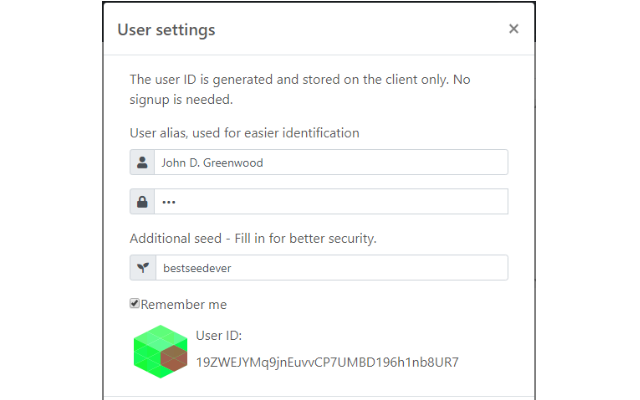 User settings
×
The user ID is generated and stored on the client only. No
signup is needed.
User alias, used for easier identification
John D. Greenwood
•••
Additional seed - Fill in for better security.
bestseedever
Remember me
User ID:
19ZWEJYMq9jnEuvvCP7UMBD196h1nb8UR7